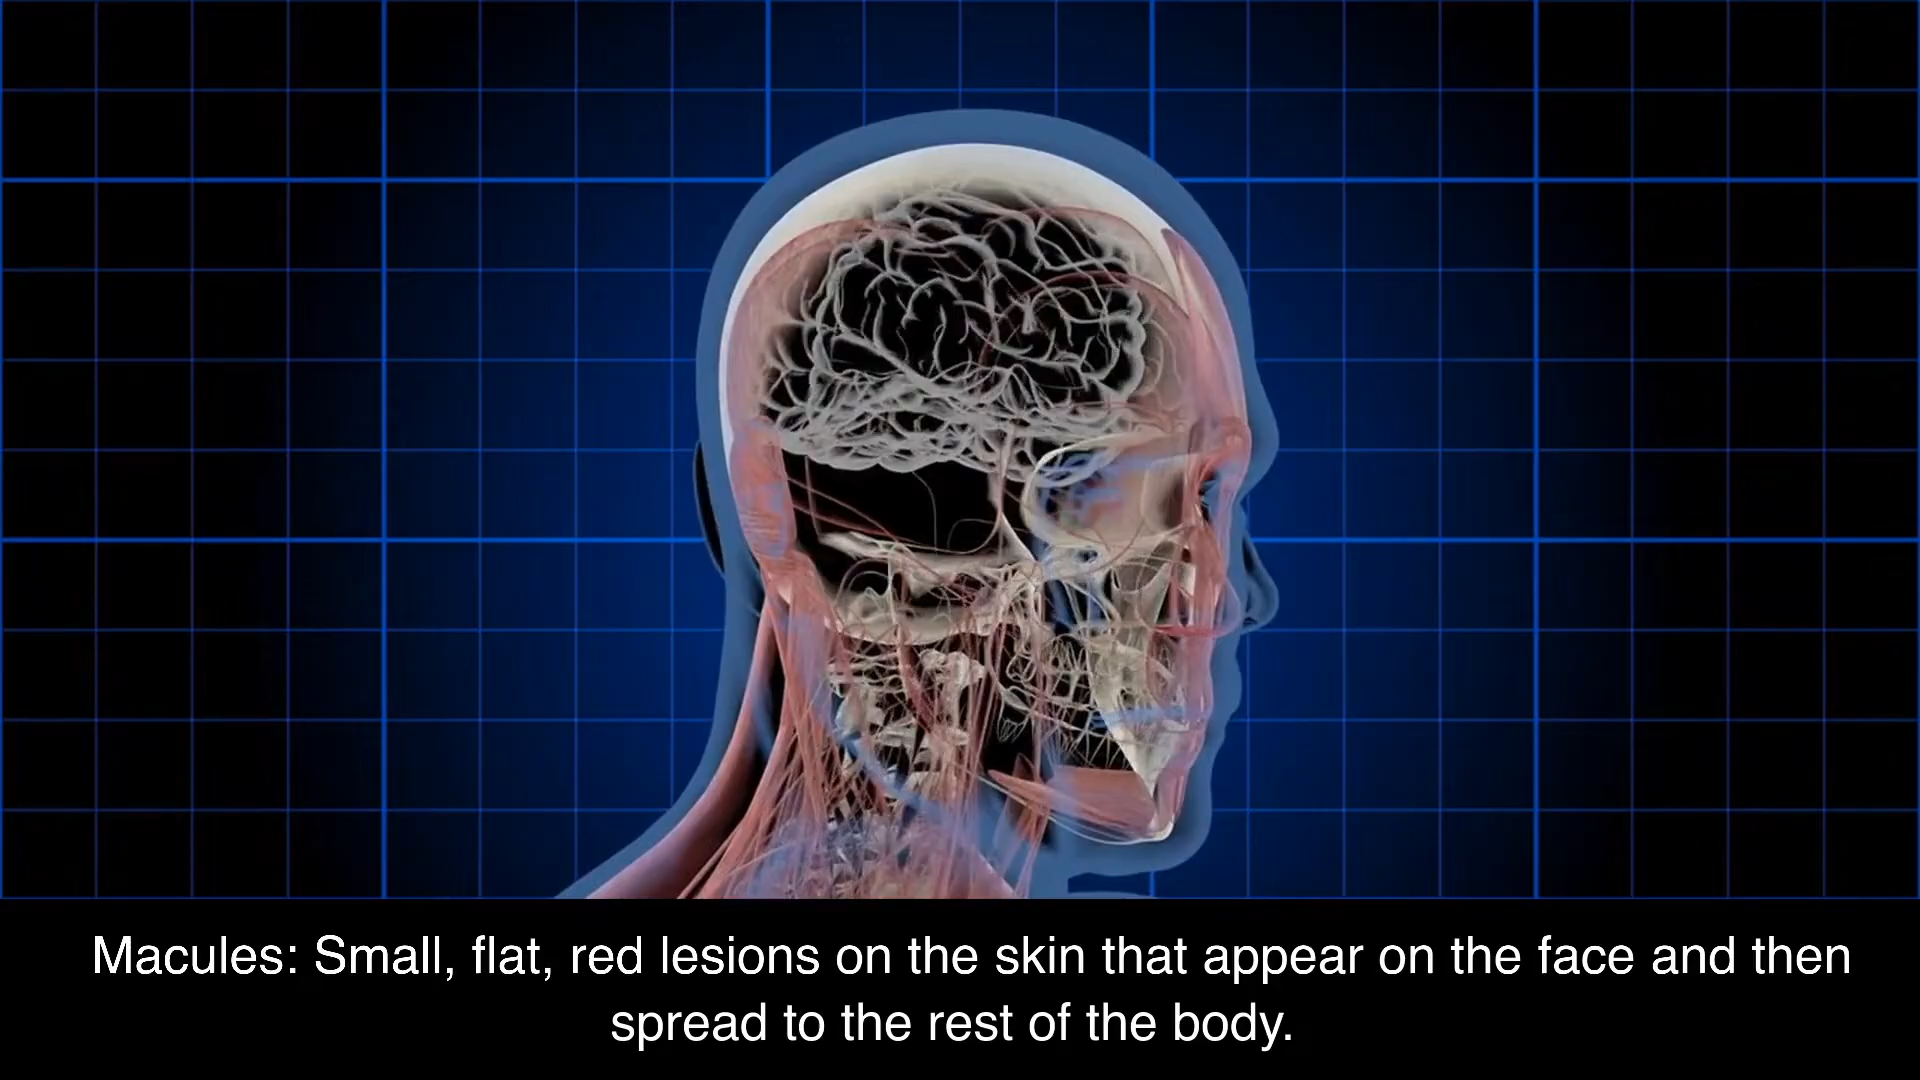 Macules: Small, flat, red lesions on the skin that appear on the face and then
spread to the rest of the body.